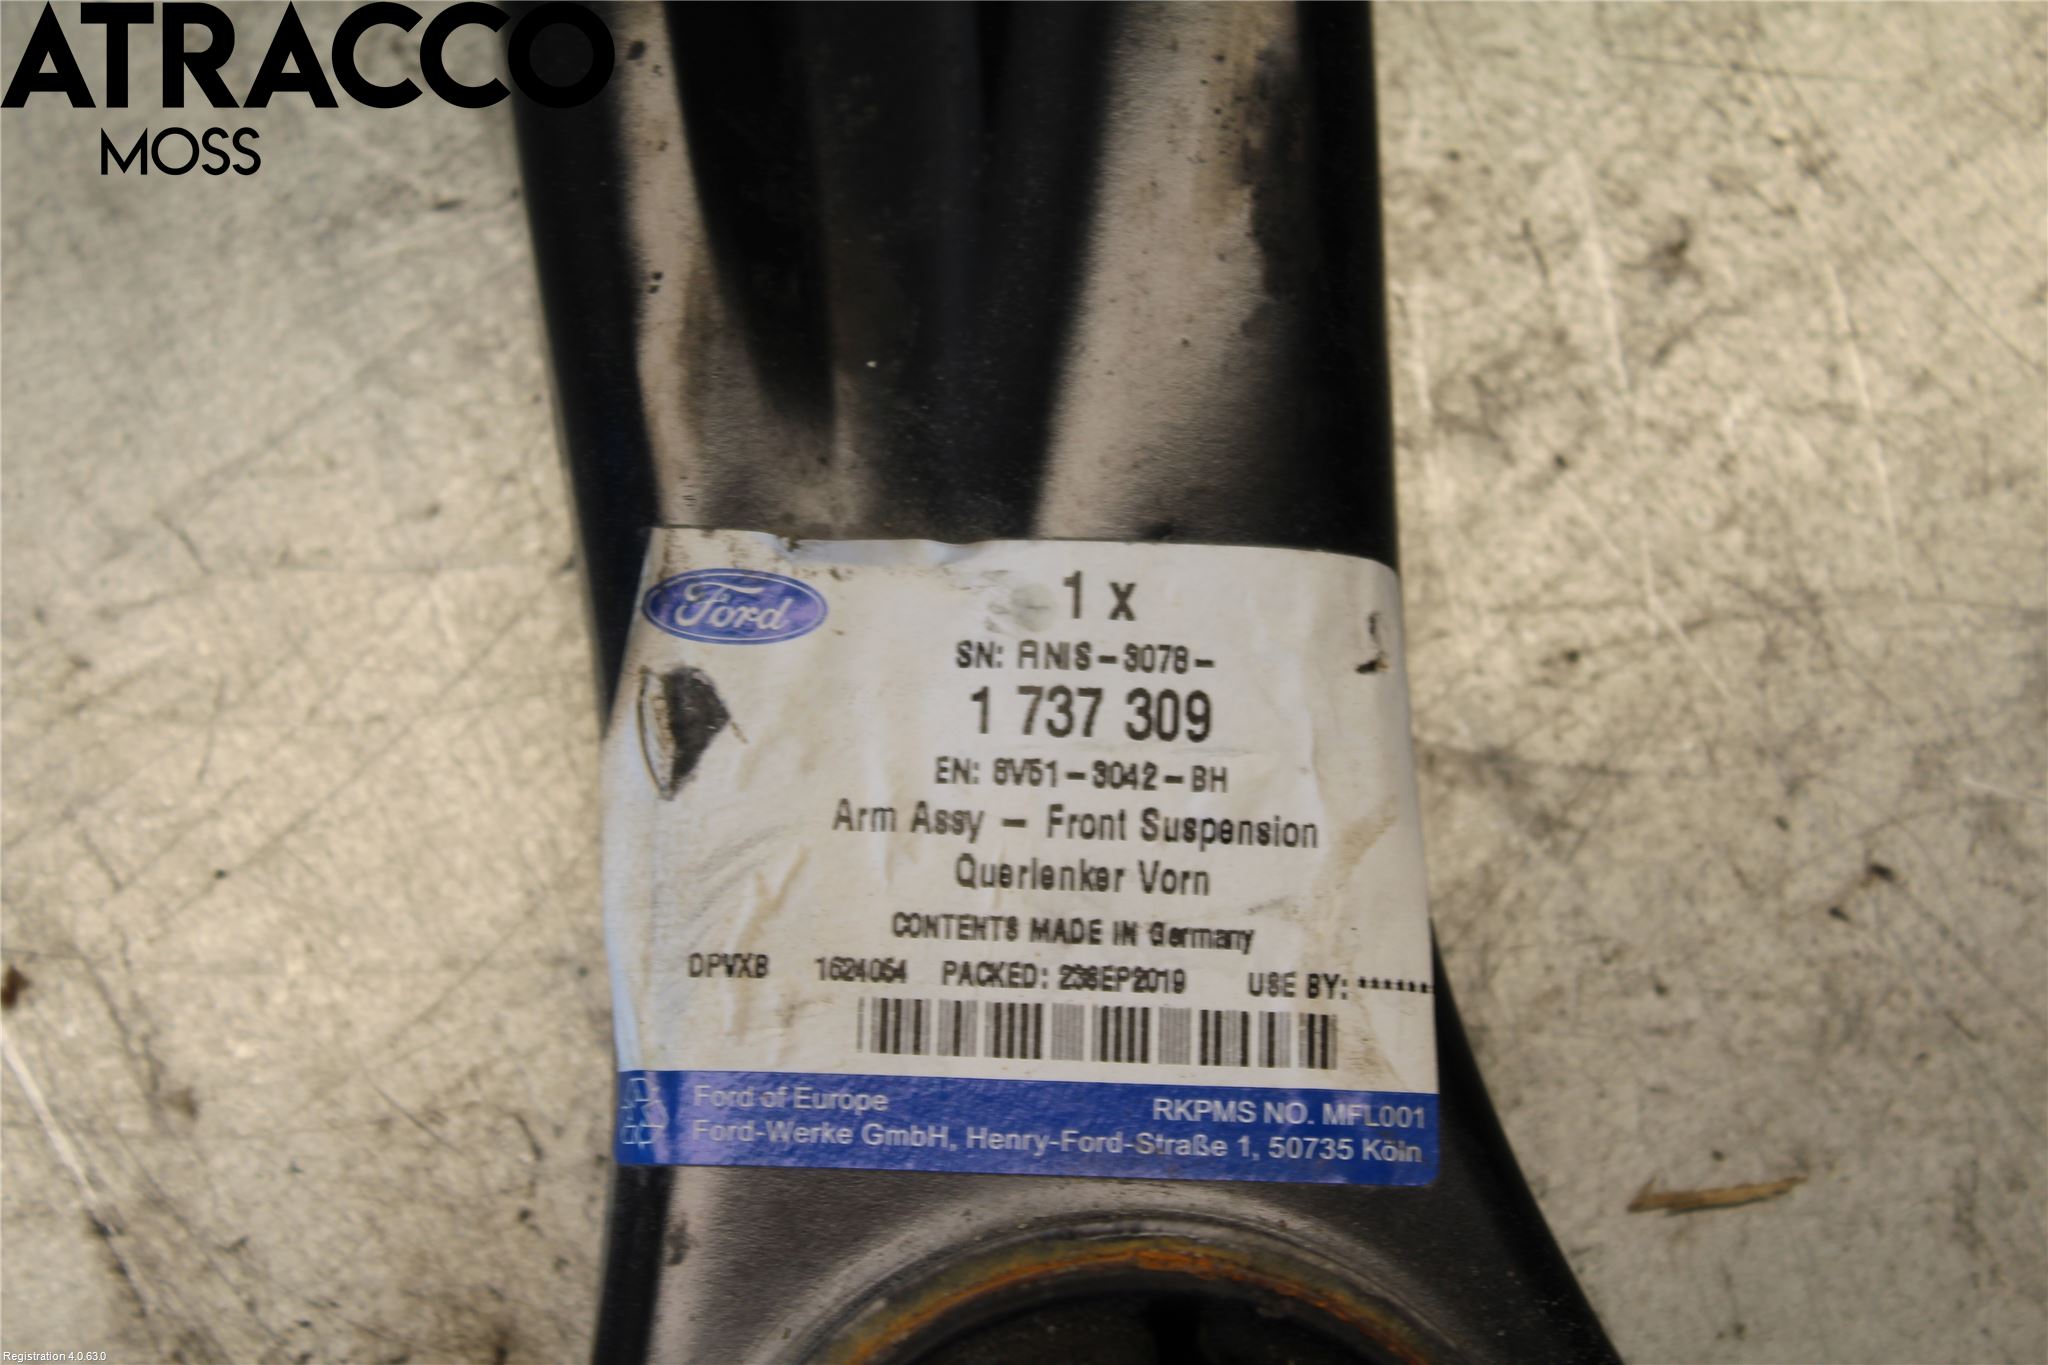 ATRACCO
MOSS
Ford
1 x
SN: ANIS-3078-
1 737 309
EN: 8V51-3042-BH
Arm Assy - Front Suspension
Querlenker Vorn
CONTENTS MADE IN Germany
DPVXB 1624054 PACKED: 23SEP2019 USE BY: ******
Ford of Europe RKPMS NO. MFL001
Ford-Werke GmbH, Henry-Ford-Straße 1, 50735 Köln
Registration 4.0.63.0